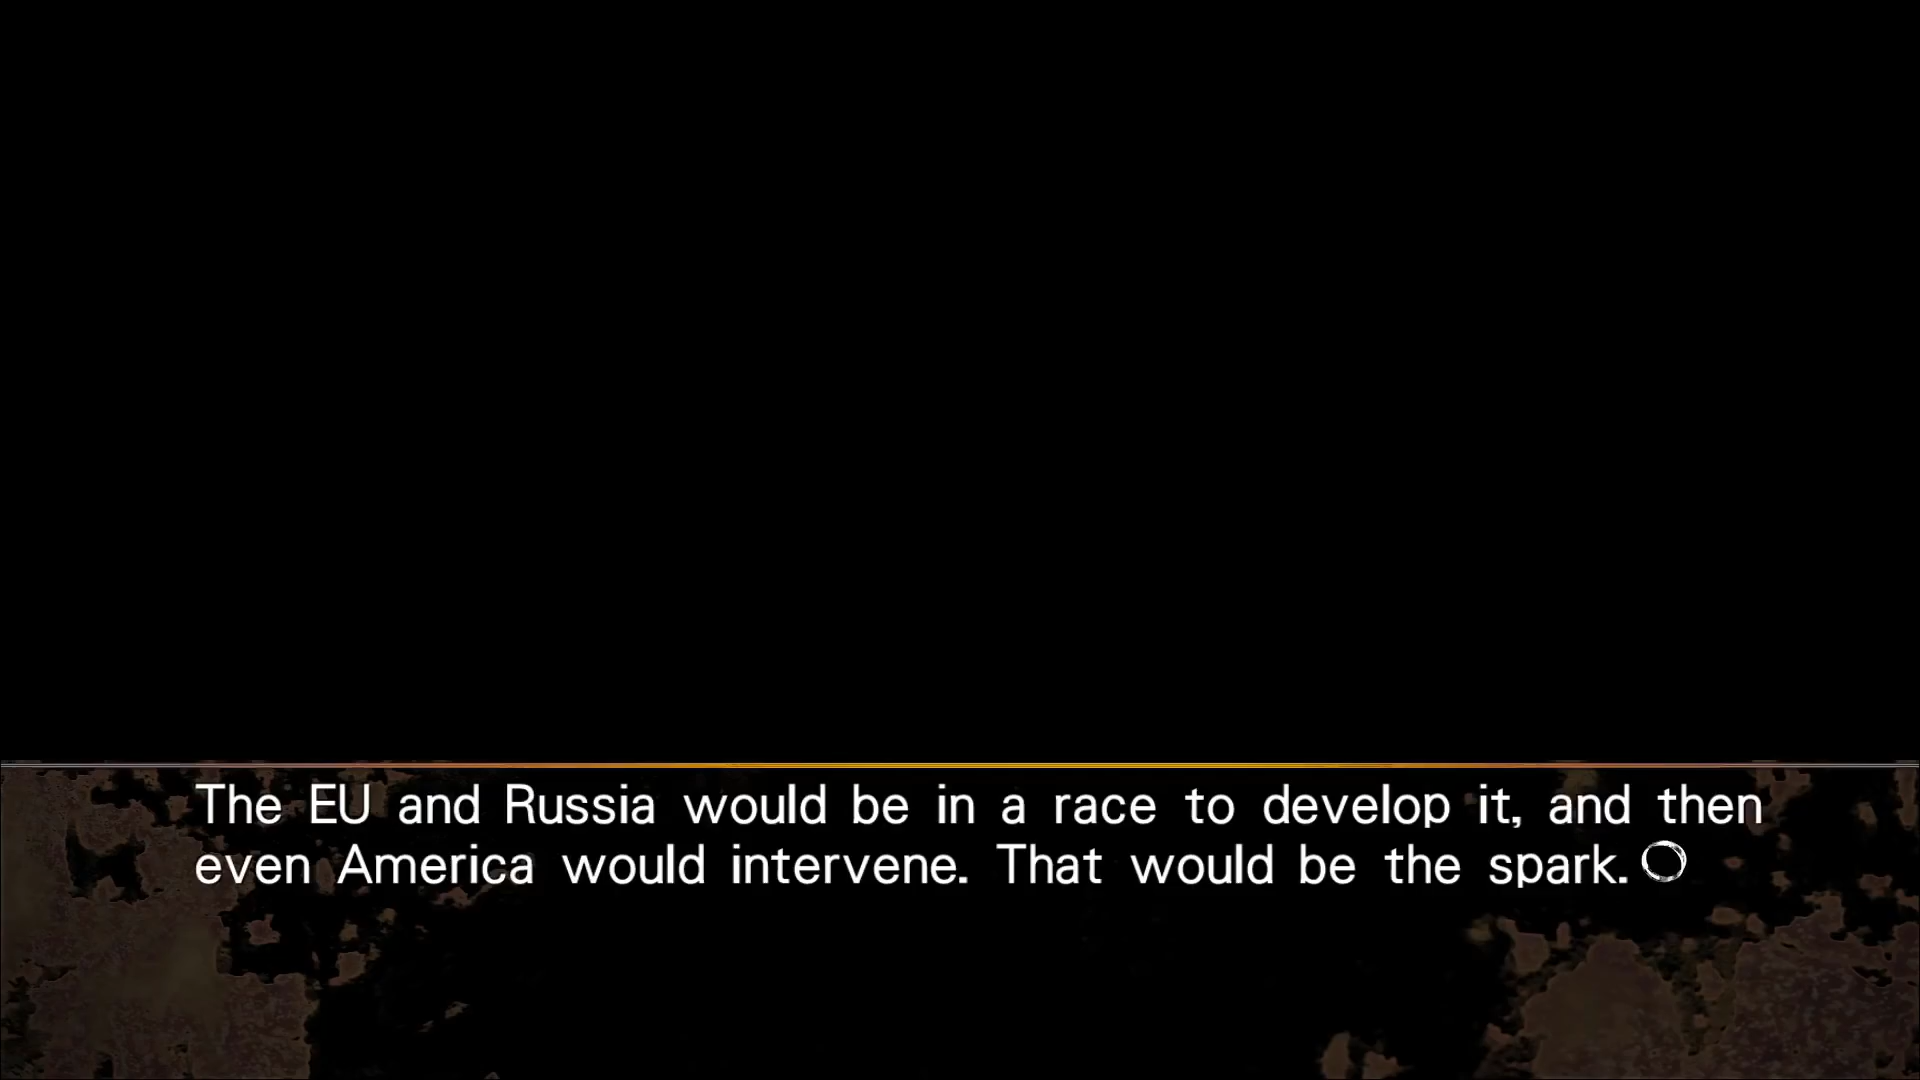 The EU and Russia would be in a race to develop it, and then
even America would intervene. That would be the spark.